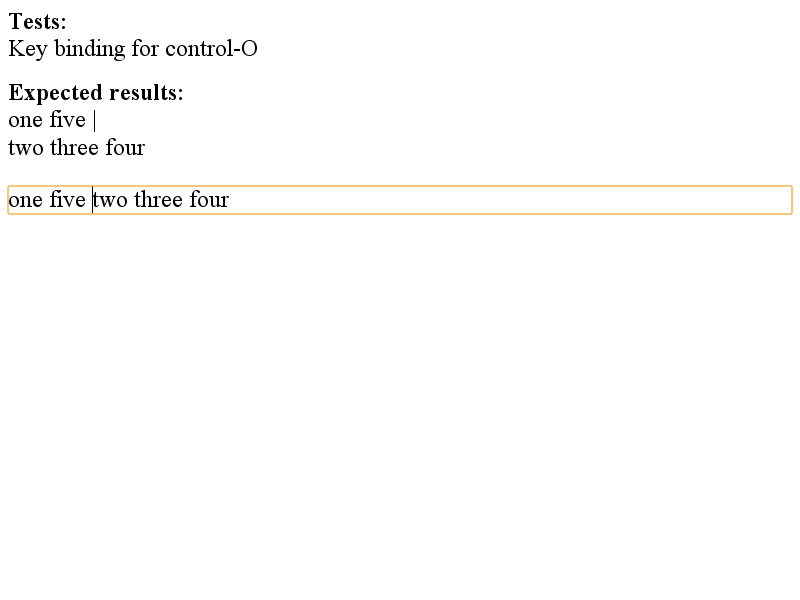 Tests:
Key binding for control-O
Expected results:
one five |
two three four
one five two three four